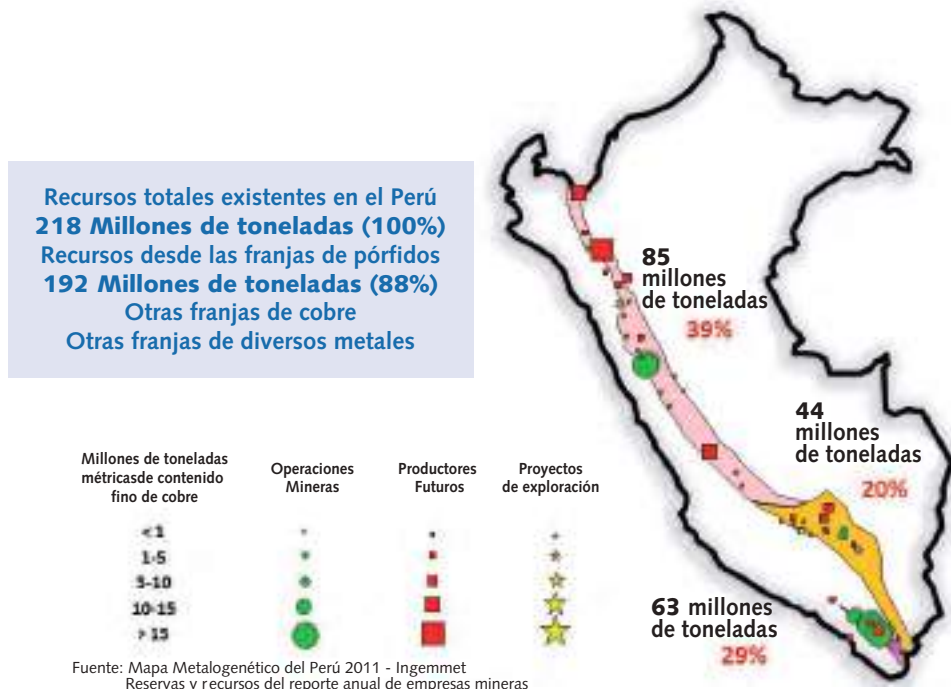 Recursos totales existentes en el Perú
218 Millones de toneladas (100%)
Recursos desde las franjas de pórfidos
192 Millones de toneladas (88%)
Otras franjas de cobre
Otras franjas de diversos metales
85
millones
de toneladas
39%
44
millones
de toneladas
20%
63 millones
de toneladas
29%
Millones de toneladas
métricasde contenido
fino de cobre
Operaciones
Mineras
Productores
Futuros
Proyectos
de exploración
<1
1-5
5-10
10-15
>15
Fuente: Mapa Metalogenético del Perú 2011 - Ingemmet
Reservas y recursos del reporte anual de empresas mineras